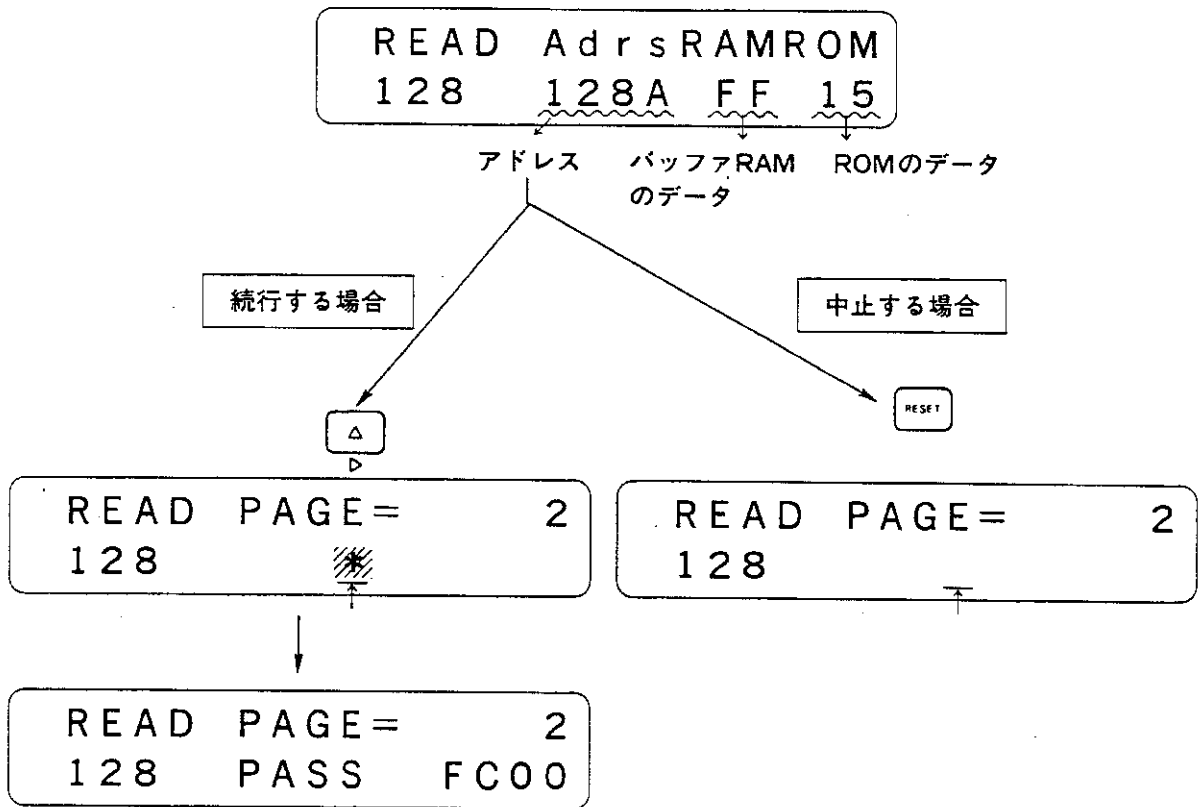 READ AdrsRAMROM
128 128A FF 15
アドレス バッファRAMのデータ ROMのデータ
続行する場合 中止する場合
△ RESET
▷
READ PAGE= 2
128 *
READ PAGE= 2
128
READ PAGE= 2
128 PASS FC00